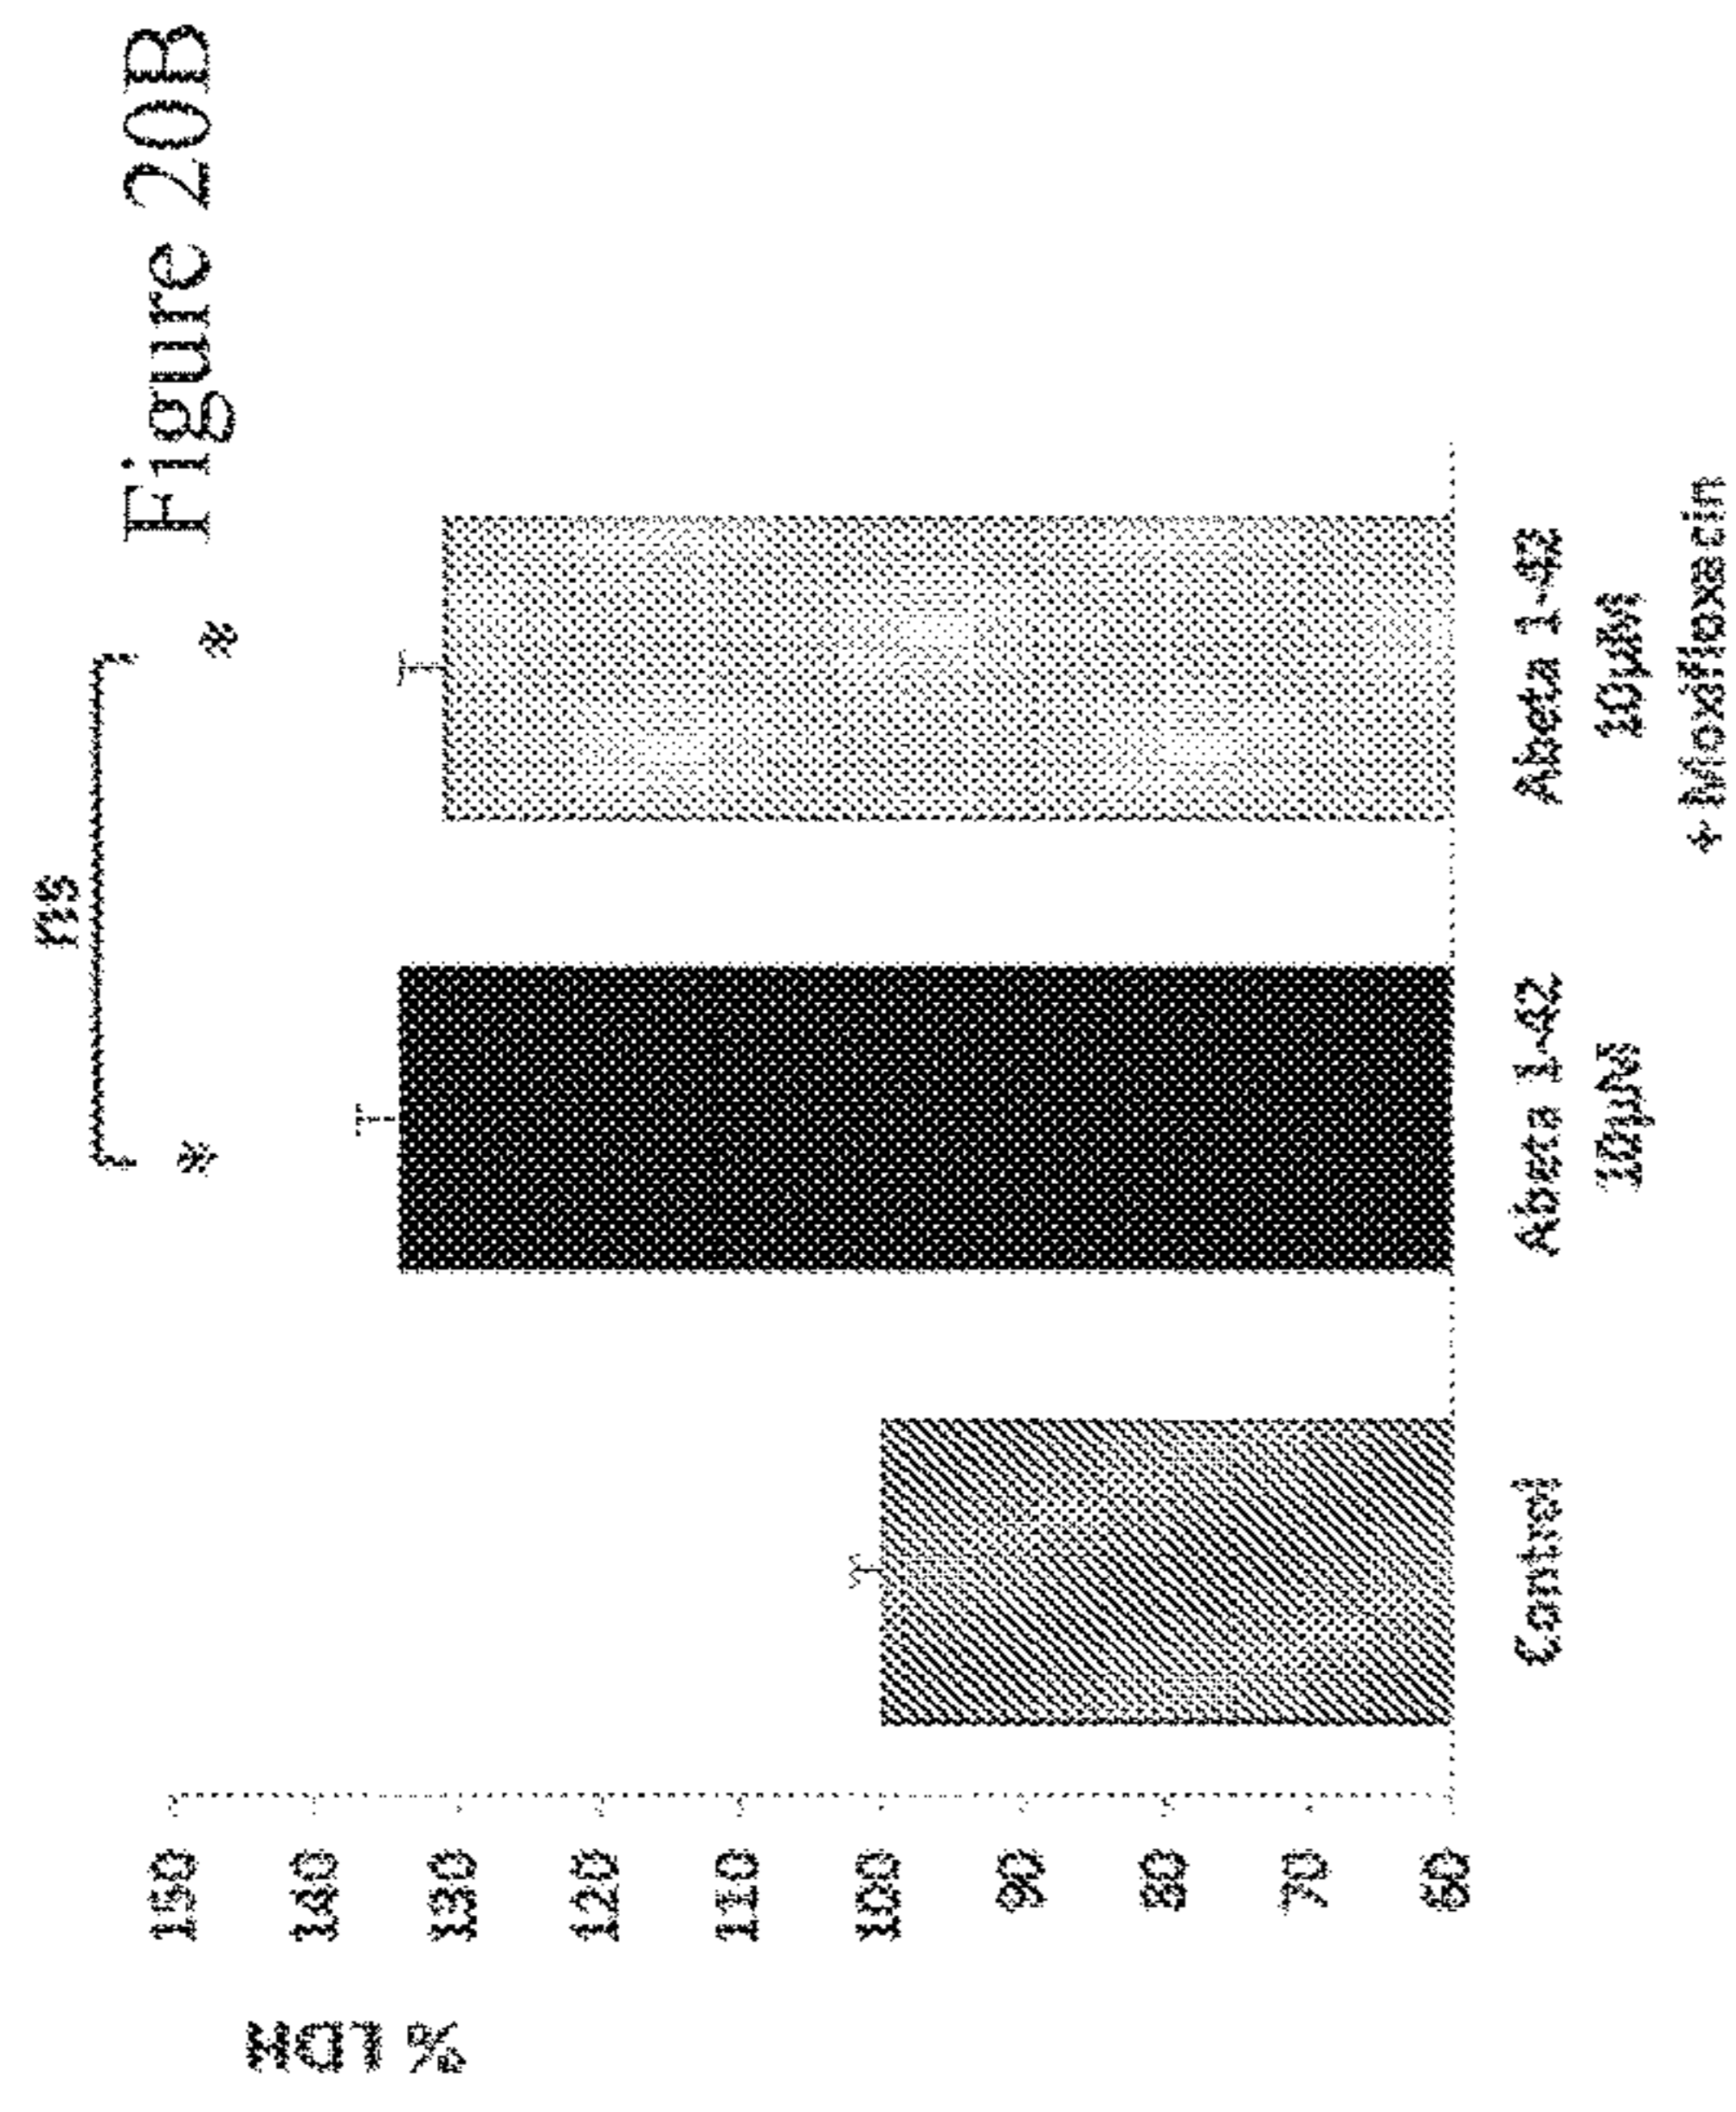 Figure 20B
ns
*
*
% LDH
150
140
130
120
110
100
90
80
70
60
Control
Abeta 1-42
10µM
Abeta 1-42
10µM
+ Moxifloxacin